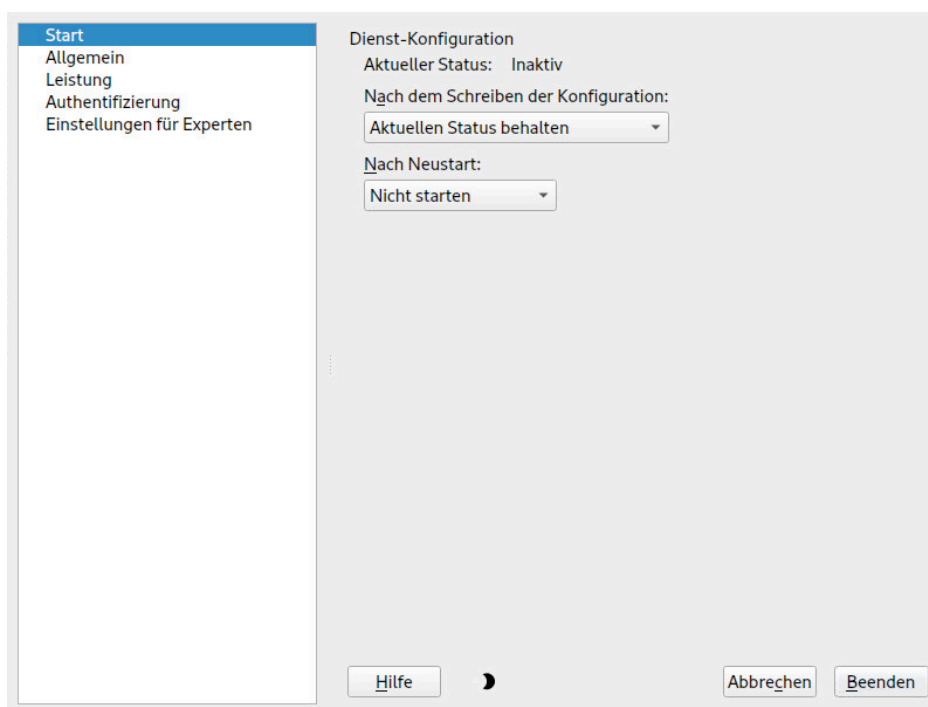 Start
Allgemein
Leistung
Authentifizierung
Einstellungen für Experten
Dienst-Konfiguration
Aktueller Status: Inaktiv
Nach dem Schreiben der Konfiguration:
Aktuellen Status behalten
Nach Neustart:
Nicht starten
Hilfe
Abbrechen
Beenden